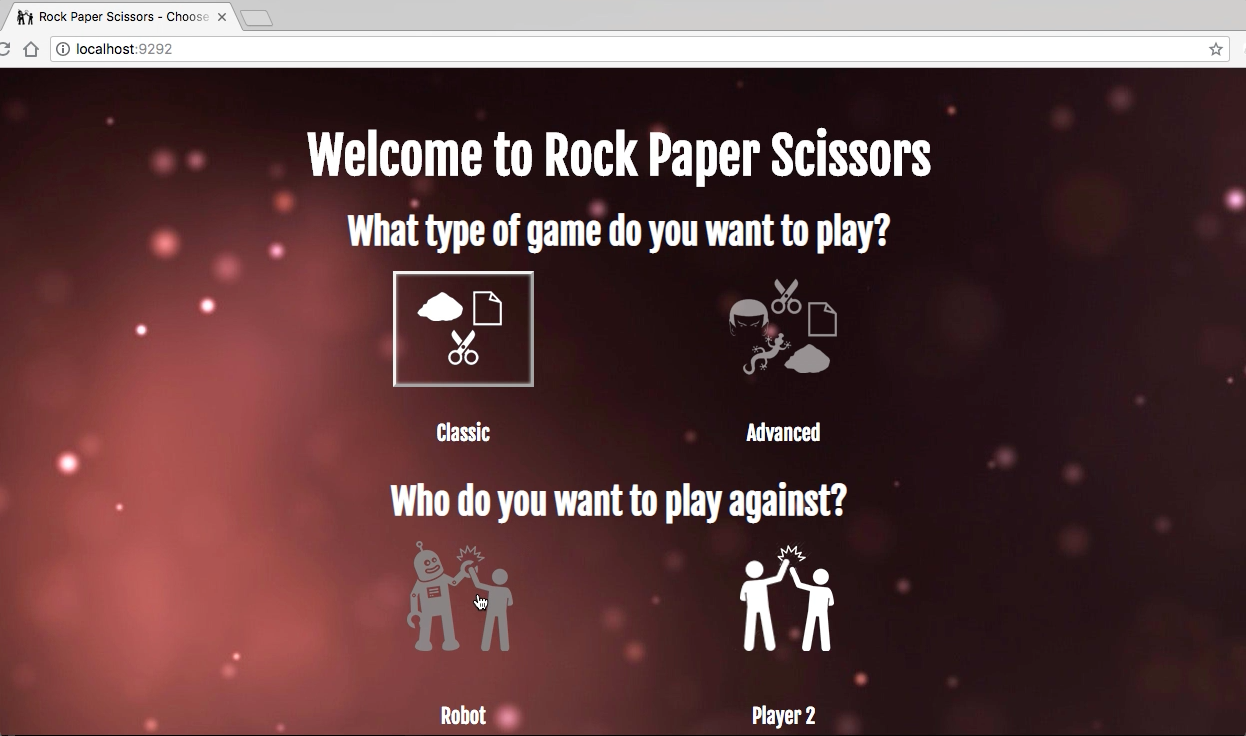 Rock Paper Scissors - Choose
localhost:9292
Welcome to Rock Paper Scissors
What type of game do you want to play?
Classic
Advanced
Who do you want to play against?
Robot
Player 2